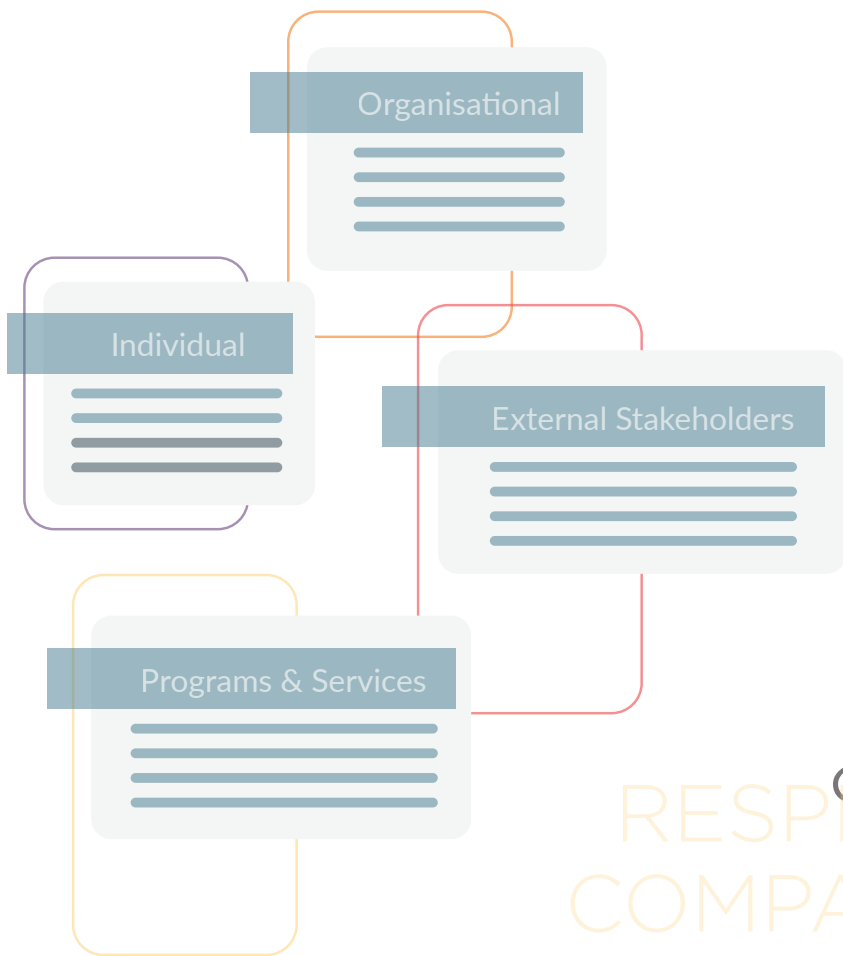 Organisational
Individual
External Stakeholders
Programs & Services